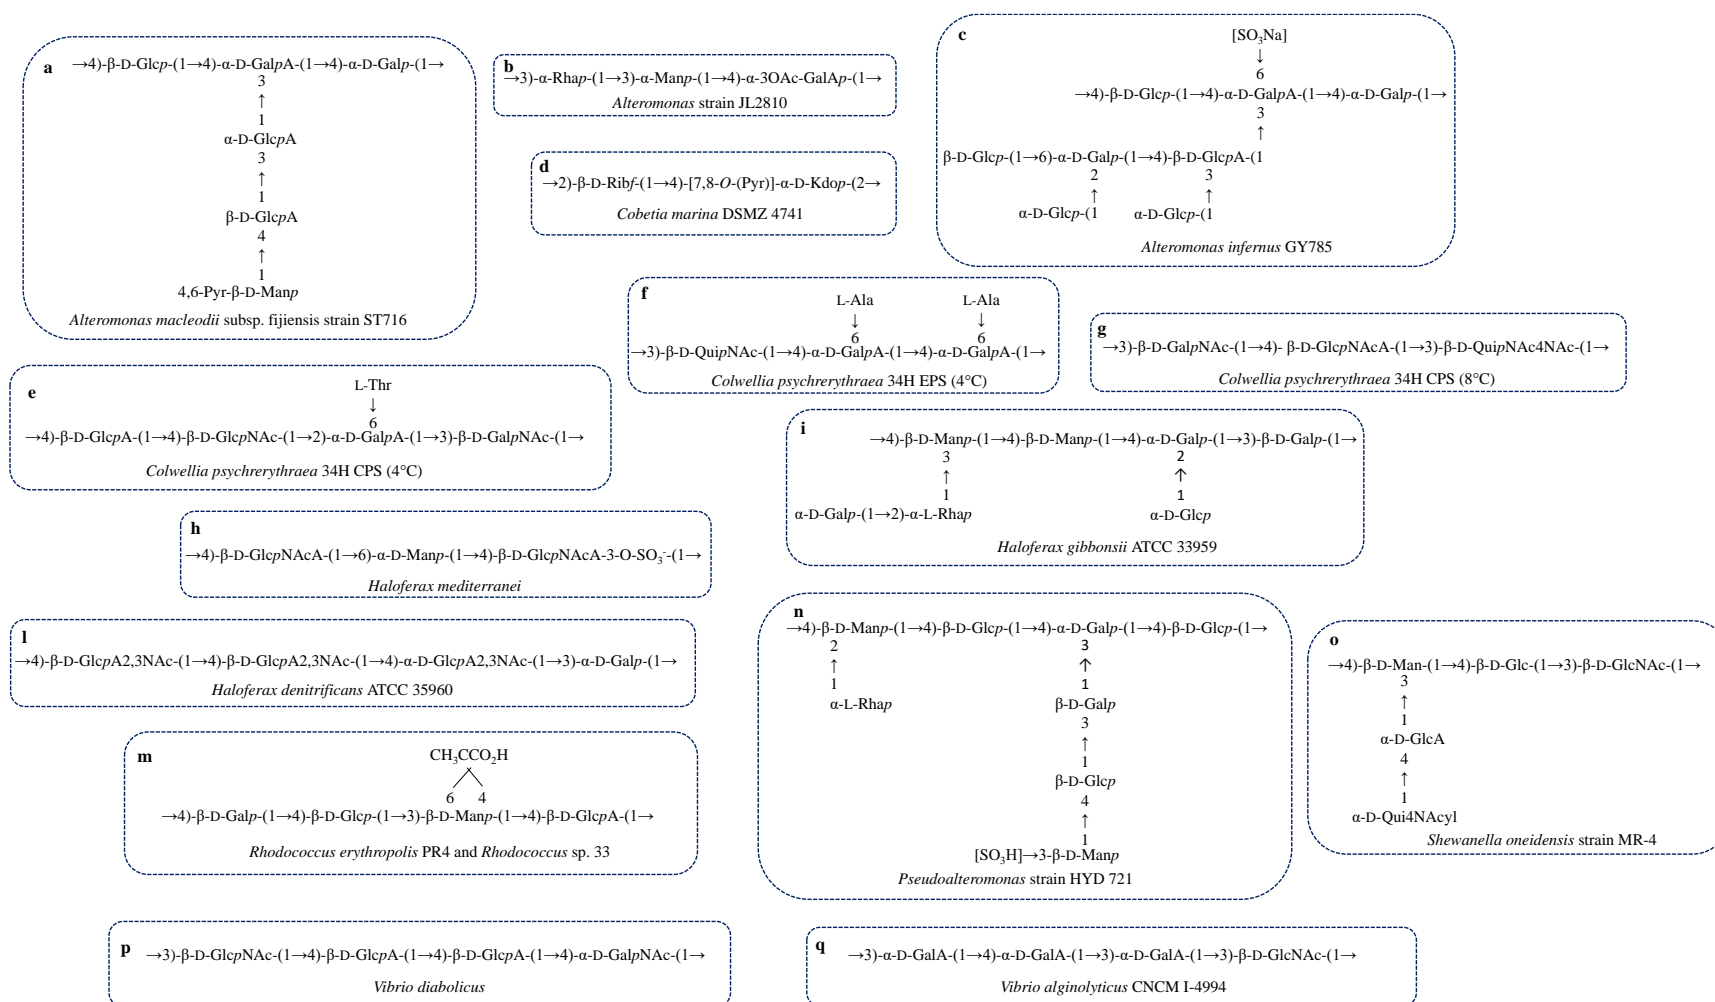 a
→4)-β-D-Glcp-(1→4)-α-D-GalpA-(1→4)-α-D-Galp-(1→
3
↑
1
α-D-GlcpA
3
↑
1
β-D-GlcpA
4
↑
1
4,6-Pyr-β-D-Manp
Alteromonas macleodii subsp. fijiensis strain ST716
b
→3)-α-Rhap-(1→3)-α-Manp-(1→4)-α-3OAc-GalAp-(1→
Alteromonas strain JL2810
c
[SO₃Na]
↓
6
→4)-β-D-Glcp-(1→4)-α-D-GalpA-(1→4)-α-D-Galp-(1→
3
↑
β-D-Glcp-(1→6)-α-D-Galp-(1→4)-β-D-GlcpA-(1
2 3
↑ ↑
α-D-Glcp-(1 α-D-Glcp-(1
Alteromonas infernus GY785
d
→2)-β-D-Ribf-(1→4)-[7,8-O-(Pyr)]-α-D-Kdop-(2→
Cobetia marina DSMZ 4741
f
L-Ala L-Ala
↓ ↓
6 6
→3)-β-D-QuipNAc-(1→4)-α-D-GalpA-(1→4)-α-D-GalpA-(1→
Colwellia psychrerythraea 34H EPS (4°C)
g
→3)-β-D-GalpNAc-(1→4)- β-D-GlcpNAcA-(1→3)-β-D-QuipNAc4NAc-(1→
Colwellia psychrerythraea 34H CPS (8°C)
e
L-Thr
↓
6
→4)-β-D-GlcpA-(1→4)-β-D-GlcpNAc-(1→2)-α-D-GalpA-(1→3)-β-D-GalpNAc-(1→
Colwellia psychrerythraea 34H CPS (4°C)
i
→4)-β-D-Manp-(1→4)-β-D-Manp-(1→4)-α-D-Galp-(1→3)-β-D-Galp-(1→
3 2
↑ ↑
1 1
α-D-Galp-(1→2)-α-L-Rhap α-D-Glcp
Haloferax gibbonsii ATCC 33959
h
→4)-β-D-GlcpNAcA-(1→6)-α-D-Manp-(1→4)-β-D-GlcpNAcA-3-O-SO₃⁻-(1→
Haloferax mediterranei
l
→4)-β-D-GlcpA2,3NAc-(1→4)-β-D-GlcpA2,3NAc-(1→4)-α-D-GlcpA2,3NAc-(1→3)-α-D-Galp-(1→
Haloferax denitrificans ATCC 35960
n
→4)-β-D-Manp-(1→4)-β-D-Glcp-(1→4)-α-D-Galp-(1→4)-β-D-Glcp-(1→
2 3
↑ ↑
1 1
α-L-Rhap β-D-Galp
3
↑
1
β-D-Glcp
4
↑
1
[SO₃H]→3-β-D-Manp
Pseudoalteromonas strain HYD 721
o
→4)-β-D-Man-(1→4)-β-D-Glc-(1→3)-β-D-GlcNAc-(1→
3
↑
1
α-D-GlcA
4
↑
1
α-D-Qui4NAcyl
Shewanella oneidensis strain MR-4
m
CH₃CCO₂H
6 4
→4)-β-D-Galp-(1→4)-β-D-Glcp-(1→3)-β-D-Manp-(1→4)-β-D-GlcpA-(1→
Rhodococcus erythropolis PR4 and Rhodococcus sp. 33
p
→3)-β-D-GlcpNAc-(1→4)-β-D-GlcpA-(1→4)-β-D-GlcpA-(1→4)-α-D-GalpNAc-(1→
Vibrio diabolicus
q
→3)-α-D-GalA-(1→4)-α-D-GalA-(1→3)-α-D-GalA-(1→3)-β-D-GlcNAc-(1→
Vibrio alginolyticus CNCM I-4994